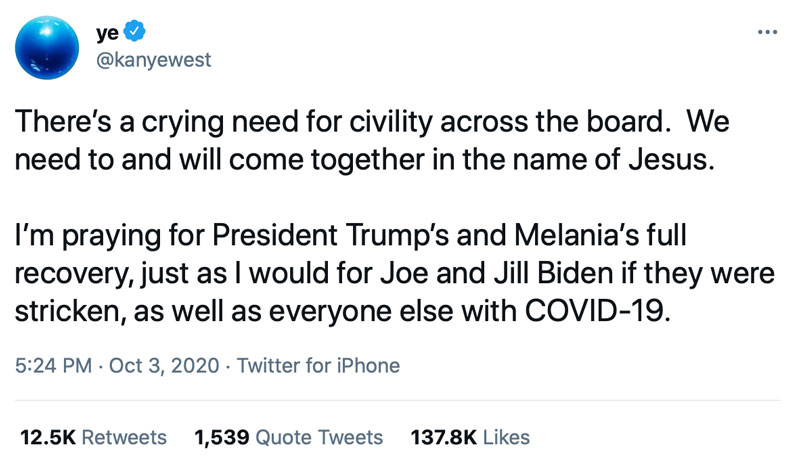 ye
@kanyewest
There’s a crying need for civility across the board.  We
need to and will come together in the name of Jesus.
I’m praying for President Trump’s and Melania’s full
recovery, just as I would for Joe and Jill Biden if they were
stricken, as well as everyone else with COVID-19.
5:24 PM · Oct 3, 2020 · Twitter for iPhone
12.5K Retweets 1,539 Quote Tweets 137.8K Likes